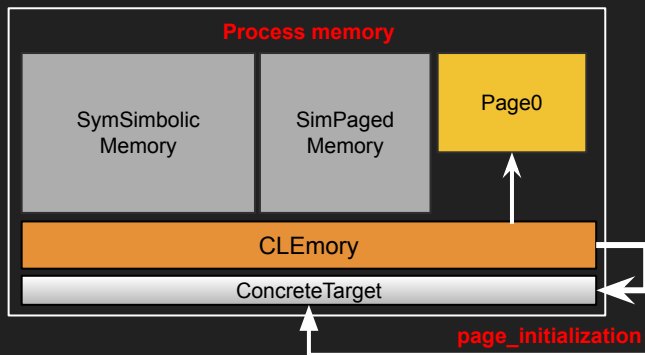 Process memory
SymSimbolic
Memory
SimPaged
Memory
Page0
CLEmory
ConcreteTarget
page_initialization